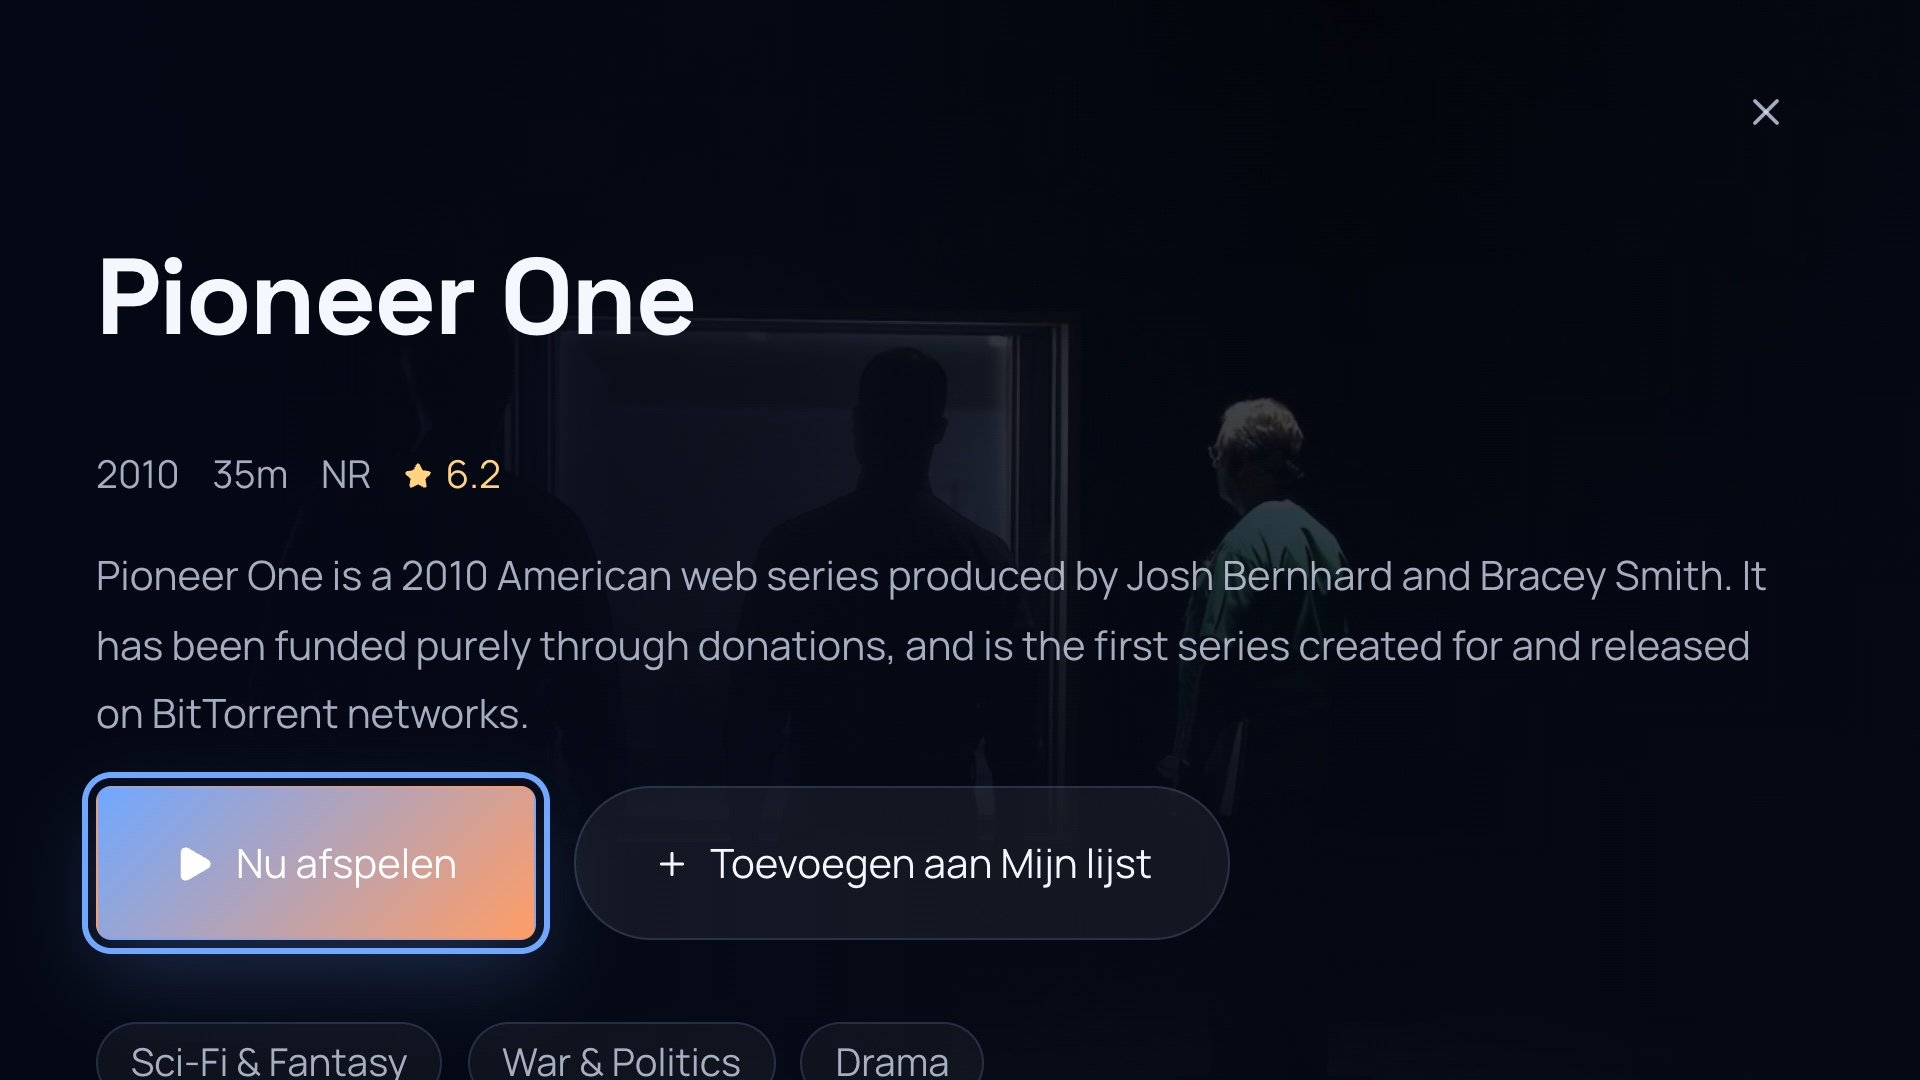 Pioneer One
2010 35m NR 6.2
Pioneer One is a 2010 American web series produced by Josh Bernhard and Bracey Smith. It
has been funded purely through donations, and is the first series created for and released
on BitTorrent networks.
Nu afspelen
Toevoegen aan Mijn lijst
Sci-Fi & Fantasy
War & Politics
Drama